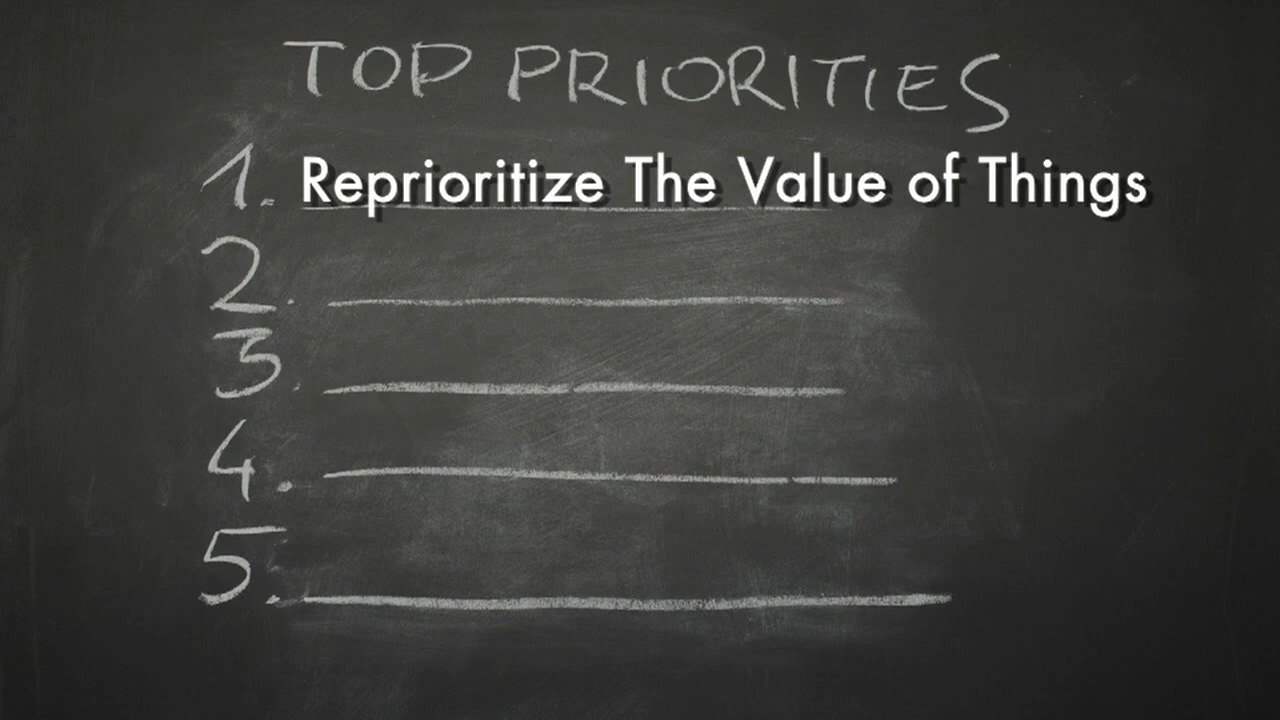 TOP PRIORITIES
1. Reprioritize The Value of Things
2.
3.
4.
5.